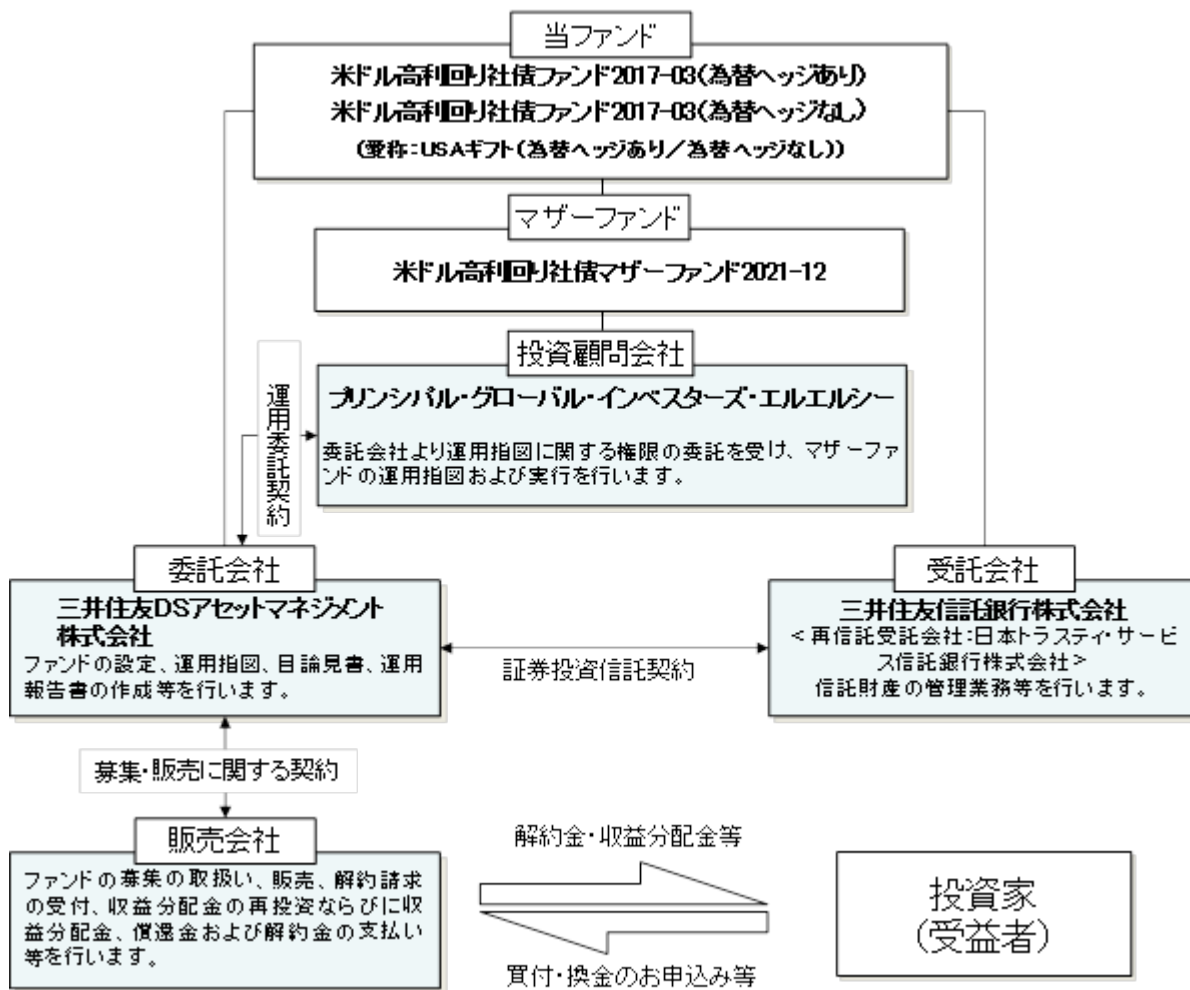 当ファンド
米ドル高利回り社債ファンド2017-03(為替ヘッジあり)
米ドル高利回り社債ファンド2017-03(為替ヘッジなし)
(愛称:USAギフト(為替ヘッジあり/為替ヘッジなし))
マザーファンド
米ドル高利回り社債マザーファンド2021-12
投資顧問会社
プリンシパル・グローバル・インベスターズ・エルエルシー
委託会社より運用指図に関する権限の委託を受け、マザーファ
ンドの運用指図および実行を行います。
運用委託契約
委託会社
三井住友DSアセットマネジメント
株式会社
ファンドの設定、運用指図、目論見書、運用
報告書の作成等を行います。
証券投資信託契約
受託会社
三井住友信託銀行株式会社
<再信託受託会社:日本トラスティ・サービ
ス信託銀行株式会社>
信託財産の管理業務等を行います。
募集・販売に関する契約
販売会社
ファンドの募集の取扱い、販売、解約請求
の受付、収益分配金の再投資ならびに収
益分配金、償還金および解約金の支払い
等を行います。
解約金・収益分配金等
買付・換金のお申込み等
投資家
(受益者)